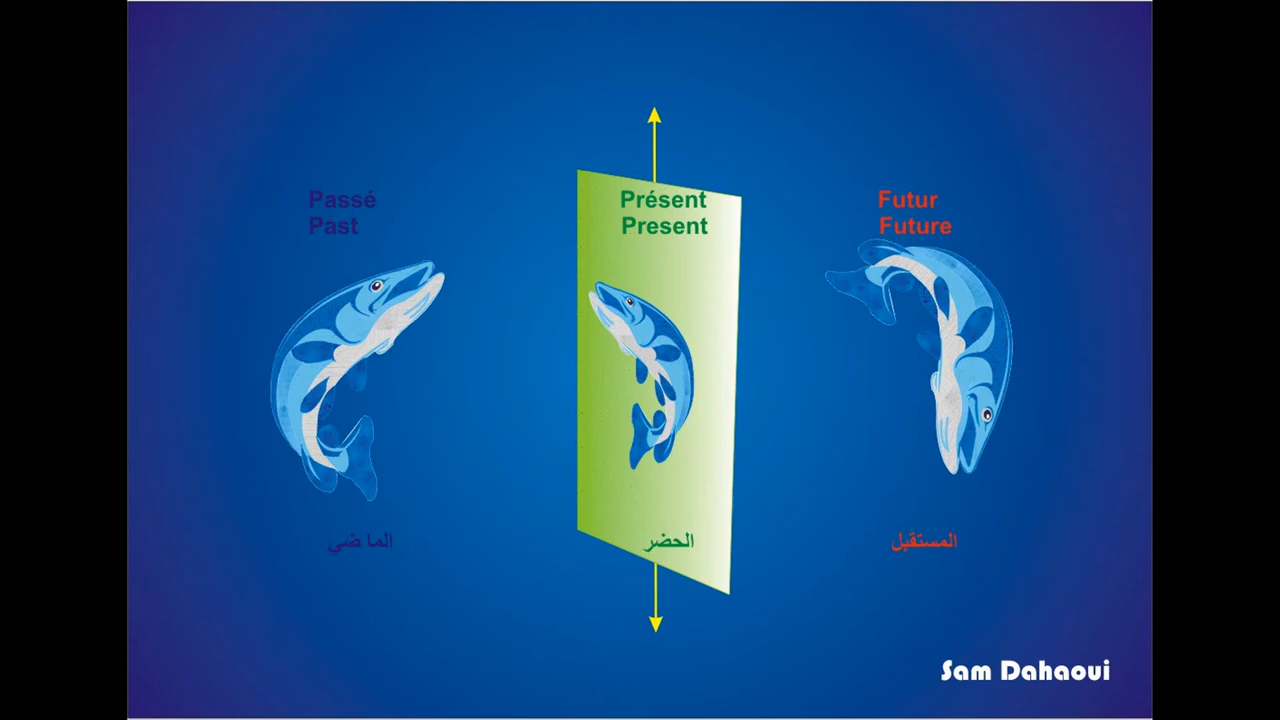 Passé
Past
Présent
Present
Futur
Future
الما ضي
الحضر
المستقبل
Sam Dahaoui